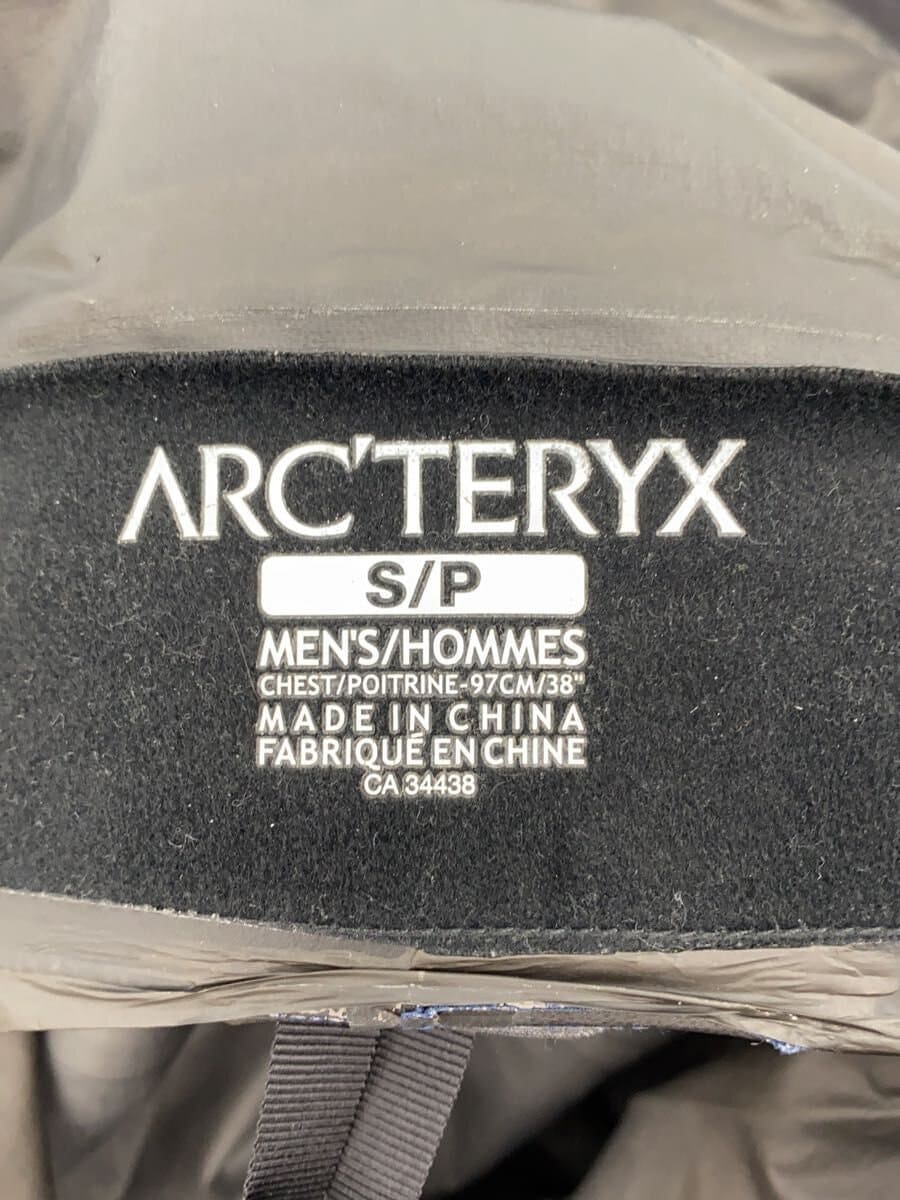 ARC'TERYX
S/P
MEN'S/HOMMES
CHEST/POITRINE-97CM/38"
MADE IN CHINA
FABRIQUÉ EN CHINE
CA 34438